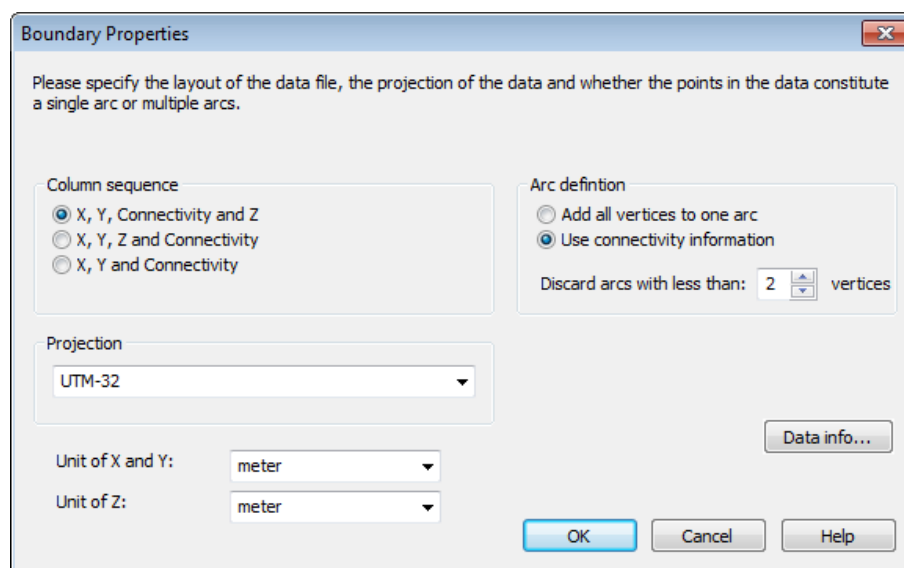 Boundary Properties
Please specify the layout of the data file, the projection of the data and whether the points in the data constitute
a single arc or multiple arcs.
Column sequence
X, Y, Connectivity and Z
X, Y, Z and Connectivity
X, Y and Connectivity
Arc defintion
Add all vertices to one arc
Use connectivity information
Discard arcs with less than: 2 vertices
Projection
UTM-32
Data info...
Unit of X and Y: meter
Unit of Z: meter
OK Cancel Help